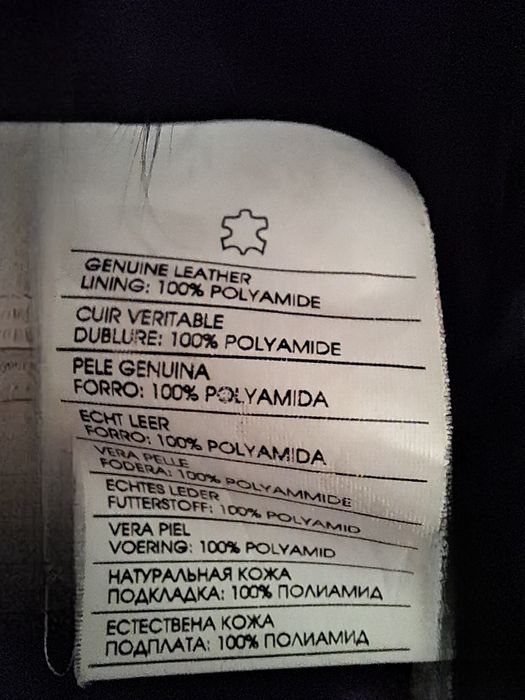 GENUINE LEATHER
LINING: 100% POLYAMIDE
CUIR VERITABLE
DUBLURE: 100% POLYAMIDE
PELE GENUINA
FORRO: 100% POLYAMIDA
ECHT LEER
FORRO: 100% POLYAMIDA
VERA PELLE
FODERA: 100% POLYAMMIDE
ECHTES LEDER
FUTTERSTOFF: 100% POLYAMID
VERA PIEL
VOERING: 100% POLYAMID
НАТУРАЛЬНАЯ КОЖА
ПОДКЛАДКА: 100% ПОЛИАМИД
ЕСТЕСТВЕНА КОЖА
ПОДПЛАТА: 100% ПОЛИАМИД